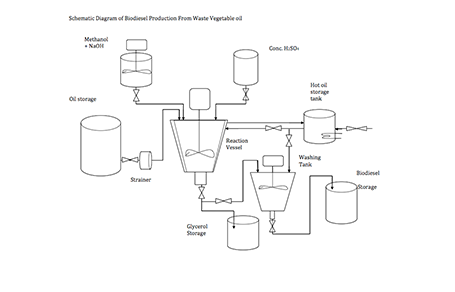 Schematic Diagram of Biodiesel Production From Waste Vegetable oil
Methanol
+ NaOH
Conc. H₂SO₄
Oil storage
Hot oil
storage
tank
Reaction
Vessel
Washing
Tank
Strainer
Biodiesel
Storage
Glycerol
Storage